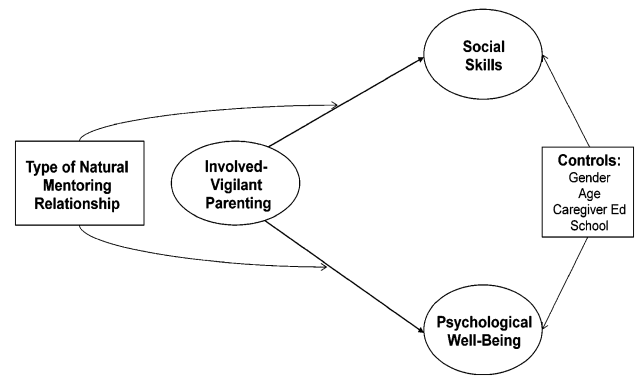 Social
Skills
Type of Natural
Mentoring
Relationship
Involved-
Vigilant
Parenting
Controls:
Gender
Age
Caregiver Ed
School
Psychological
Well-Being